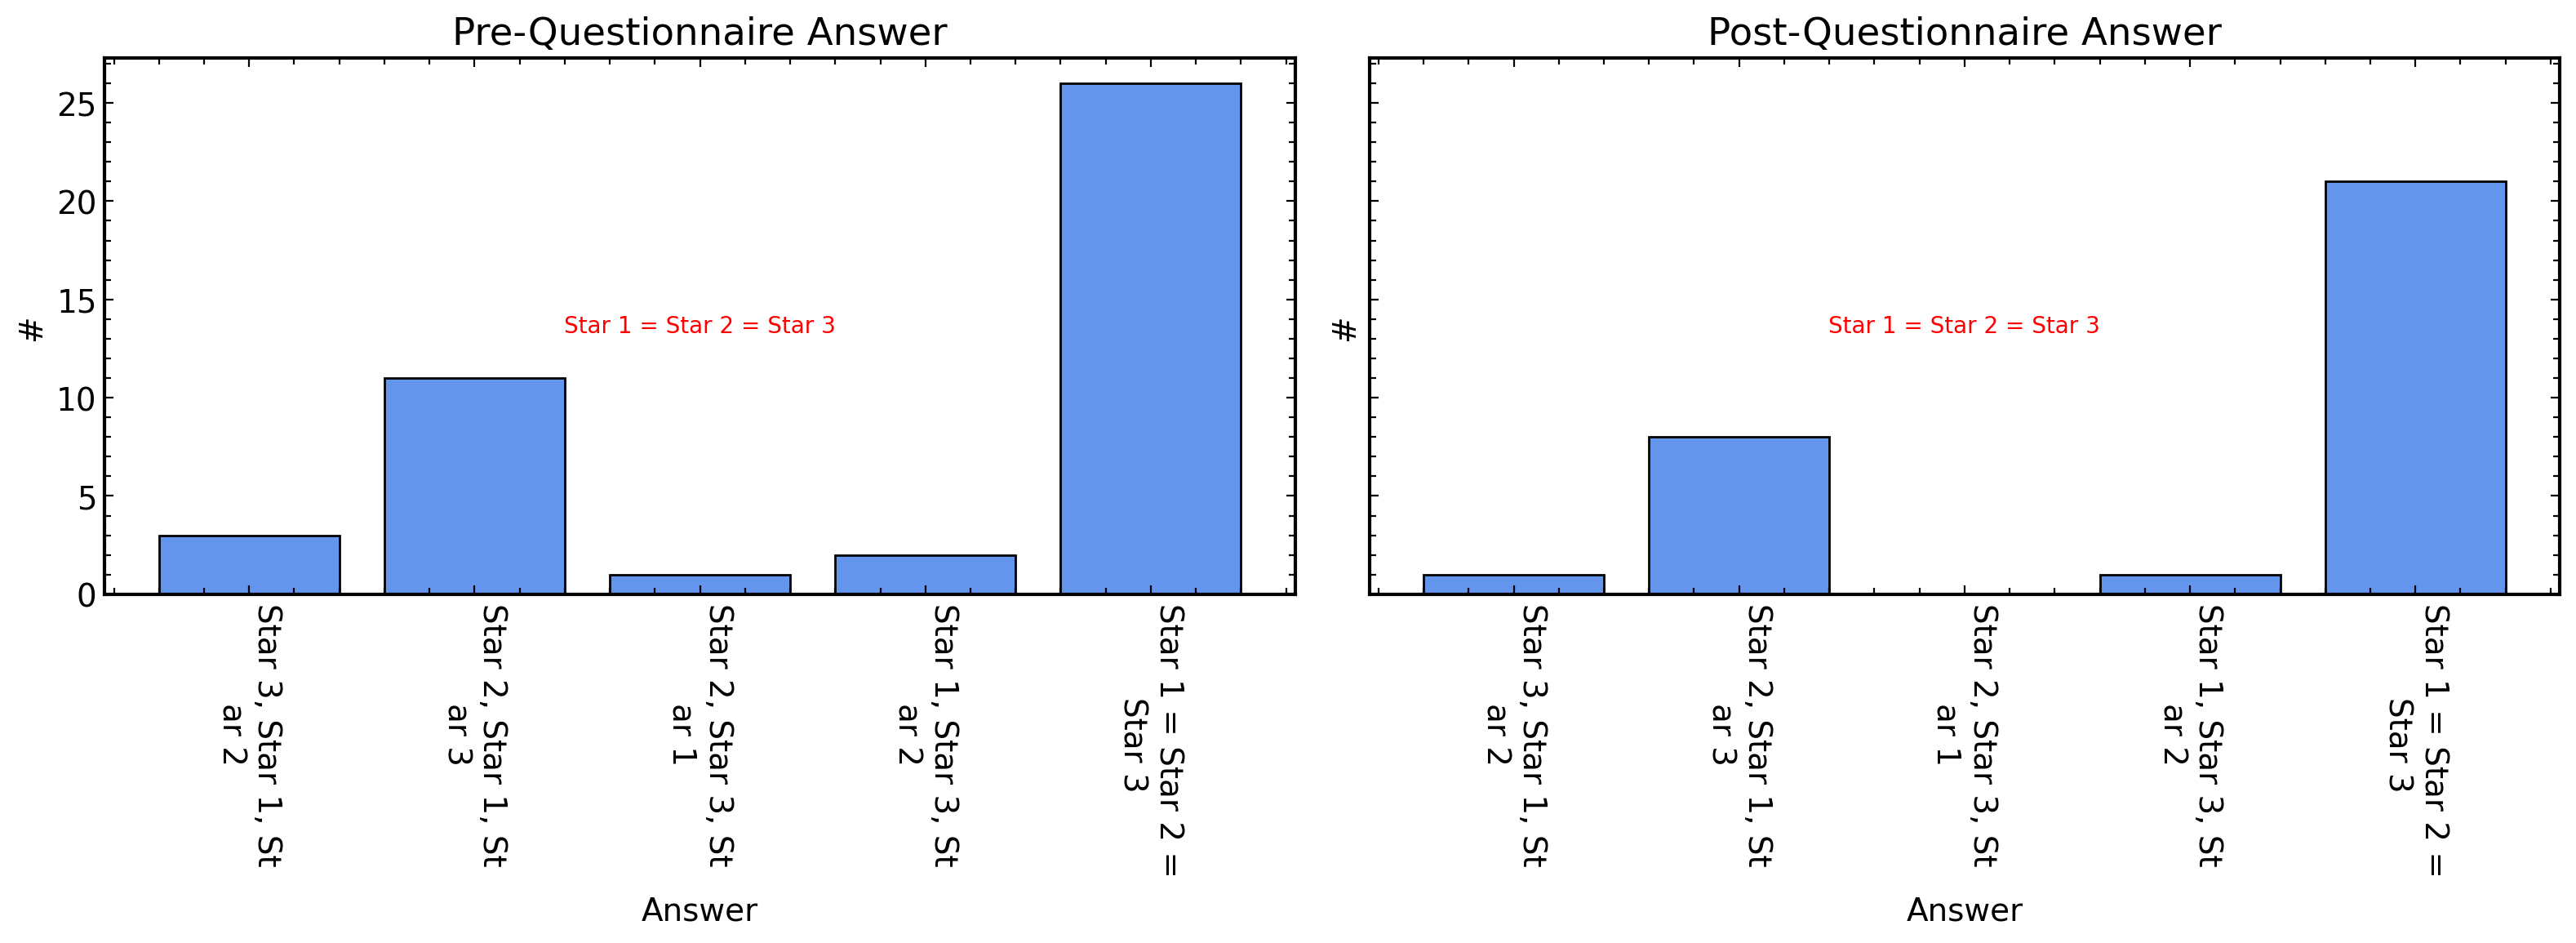 Pre-Questionnaire Answer
#
25
20
15
10
5
0
Star 1 = Star 2 = Star 3
Star 3, Star 1, St
ar 2
Star 2, Star 1, St
ar 3
Star 2, Star 3, St
ar 1
Star 1, Star 3, St
ar 2
Star 1 = Star 2 =
Star 3
Answer
Post-Questionnaire Answer
#
Star 1 = Star 2 = Star 3
Star 3, Star 1, St
ar 2
Star 2, Star 1, St
ar 3
Star 2, Star 3, St
ar 1
Star 1, Star 3, St
ar 2
Star 1 = Star 2 =
Star 3
Answer